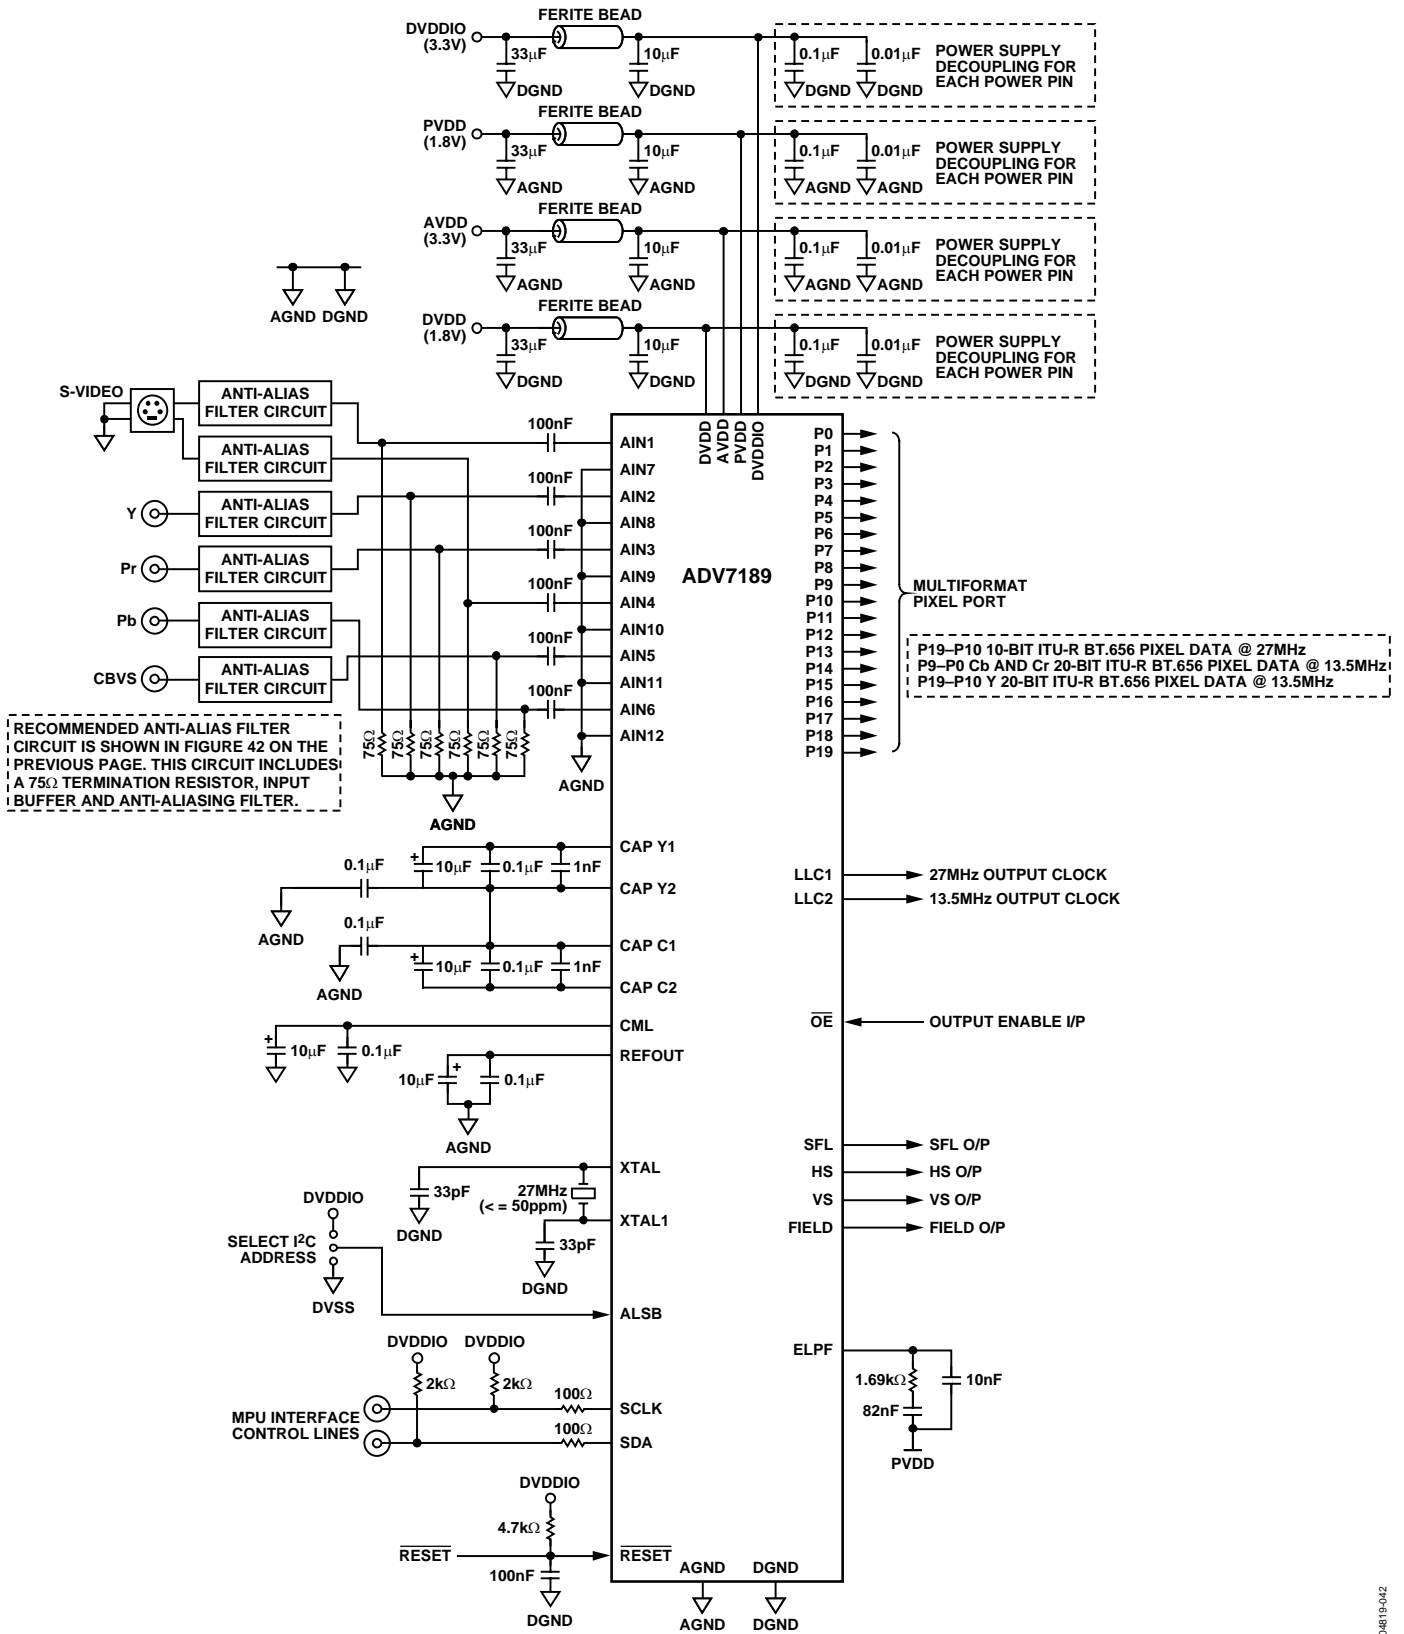 FERITE BEAD
DVDDIO
(3.3V)
33μF
10μF
0.1μF
0.01μF
POWER SUPPLY
DECOUPLING FOR
EACH POWER PIN
DGND
DGND
DGND
DGND
FERITE BEAD
PVDD
(1.8V)
33μF
10μF
0.1μF
0.01μF
POWER SUPPLY
DECOUPLING FOR
EACH POWER PIN
AGND
AGND
AGND
AGND
FERITE BEAD
AVDD
(3.3V)
33μF
10μF
0.1μF
0.01μF
POWER SUPPLY
DECOUPLING FOR
EACH POWER PIN
AGND
AGND
AGND
AGND
AGND DGND
FERITE BEAD
DVDD
(1.8V)
33μF
10μF
0.1μF
0.01μF
POWER SUPPLY
DECOUPLING FOR
EACH POWER PIN
DGND
DGND
DGND
DGND
S-VIDEO
ANTI-ALIAS
FILTER CIRCUIT
ANTI-ALIAS
FILTER CIRCUIT
Y
ANTI-ALIAS
FILTER CIRCUIT
Pr
ANTI-ALIAS
FILTER CIRCUIT
Pb
ANTI-ALIAS
FILTER CIRCUIT
CBVS
ANTI-ALIAS
FILTER CIRCUIT
RECOMMENDED ANTI-ALIAS FILTER
CIRCUIT IS SHOWN IN FIGURE 42 ON THE
PREVIOUS PAGE. THIS CIRCUIT INCLUDES
A 75Ω TERMINATION RESISTOR, INPUT
BUFFER AND ANTI-ALIASING FILTER.
100nF
100nF
100nF
100nF
100nF
100nF
75Ω
75Ω
75Ω
75Ω
75Ω
75Ω
AGND
AGND
DVDD
AVDD
PVDD
DVDDIO
ADV7189
AIN1
AIN7
AIN2
AIN8
AIN3
AIN9
AIN4
AIN10
AIN5
AIN11
AIN6
AIN12
P0
P1
P2
P3
P4
P5
P6
P7
P8
P9
P10
P11
P12
P13
P14
P15
P16
P17
P18
P19
MULTIFORMAT
PIXEL PORT
P19–P10 10-BIT ITU-R BT.656 PIXEL DATA @ 27MHz
P9–P0 Cb AND Cr 20-BIT ITU-R BT.656 PIXEL DATA @ 13.5MHz
P19–P10 Y 20-BIT ITU-R BT.656 PIXEL DATA @ 13.5MHz
CAP Y1
0.1μF
+
10μF
0.1μF
1nF
CAP Y2
AGND
0.1μF
CAP C1
+
10μF
0.1μF
1nF
AGND
CAP C2
CML
+
10μF
0.1μF
REFOUT
10μF
+
0.1μF
AGND
LLC1
27MHz OUTPUT CLOCK
LLC2
13.5MHz OUTPUT CLOCK
OE
OUTPUT ENABLE I/P
SFL
SFL O/P
HS
HS O/P
VS
VS O/P
FIELD
FIELD O/P
XTAL
33pF
27MHz
(< = 50ppm)
DGND
XTAL1
33pF
DGND
DVDDIO
SELECT I2C
ADDRESS
DVSS
ALSB
DVDDIO
DVDDIO
2kΩ
2kΩ
MPU INTERFACE
CONTROL LINES
100Ω
SCLK
100Ω
SDA
ELPF
1.69kΩ
10nF
82nF
PVDD
DVDDIO
4.7kΩ
RESET
RESET
100nF
DGND
AGND
DGND
AGND
DGND
04819-042